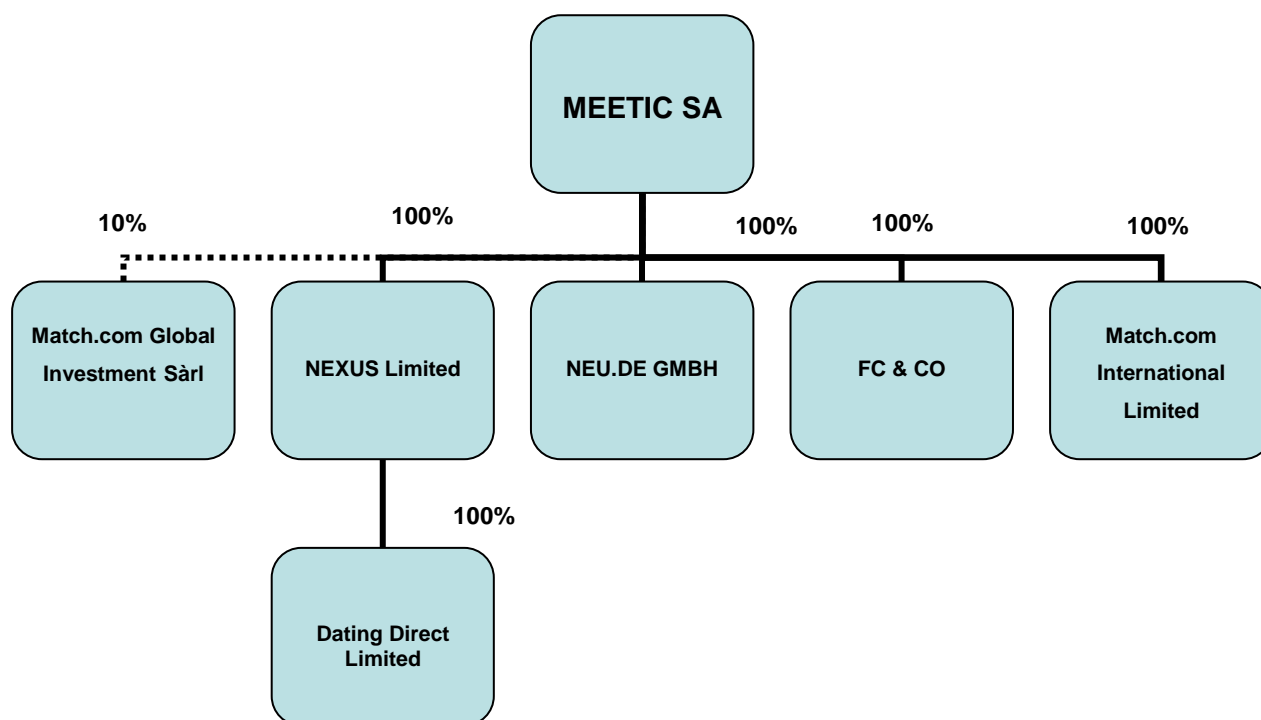 MEETIC SA
10%
100%
100%
100%
100%
Match.com Global
Investment Sàrl
NEXUS Limited
NEU.DE GMBH
FC & CO
Match.com
International
Limited
100%
Dating Direct
Limited